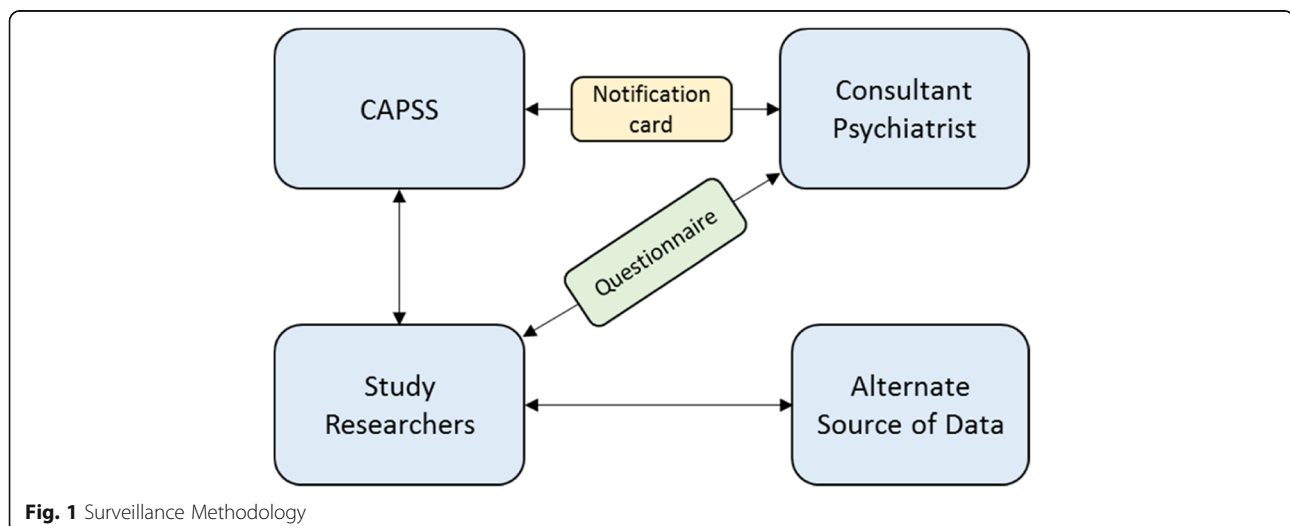 CAPSS
Notification
card
Consultant
Psychiatrist
Questionnaire
Study
Researchers
Alternate
Source of Data
Fig. 1 Surveillance Methodology